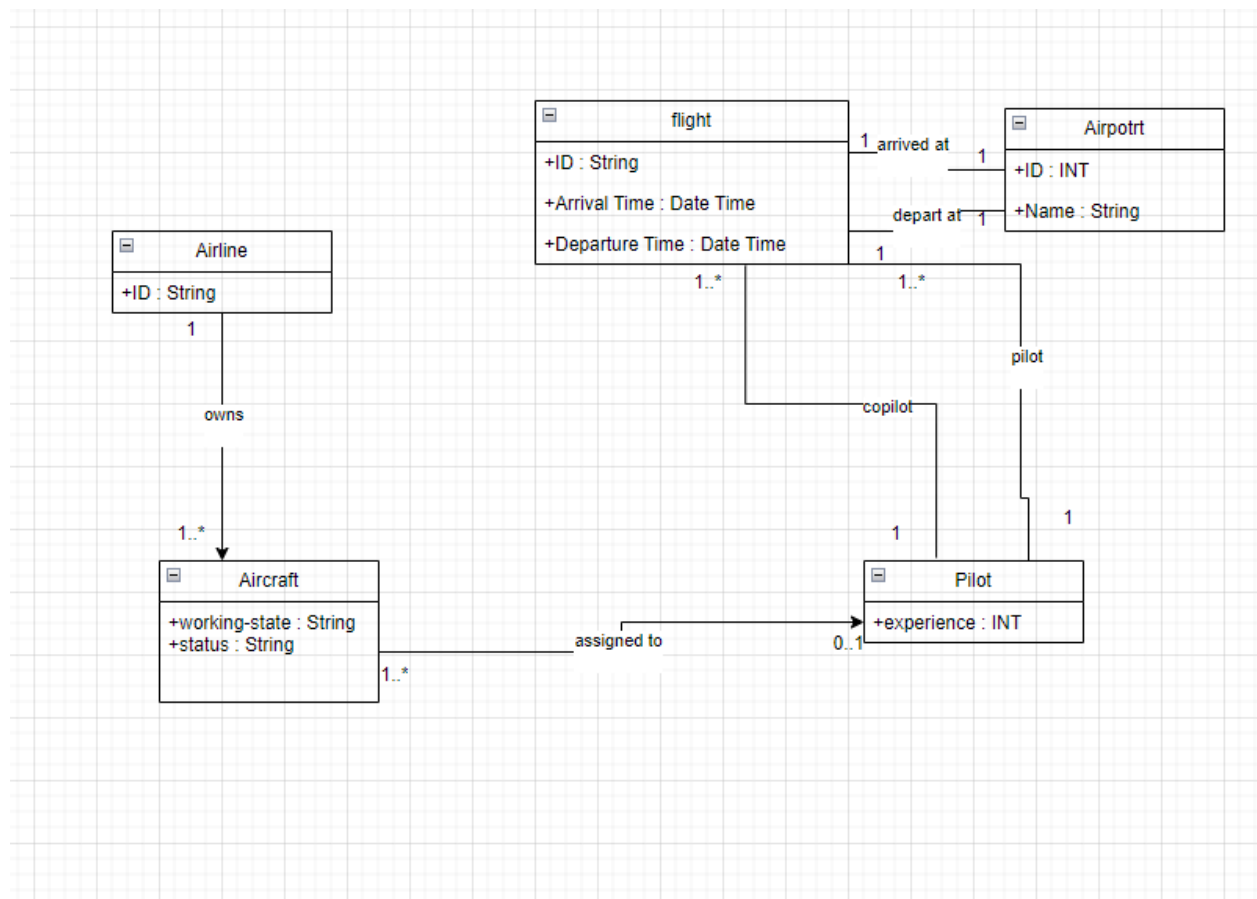 flight
+ID : String
+Arrival Time : Date Time
+Departure Time : Date Time
1 arrived at 1
depart at 1
1
Airpotrt
+ID : INT
+Name : String
Airline
+ID : String
1
owns
1..*
1..*
1..*
pilot
copilot
1
1
Aircraft
+working-state : String
+status : String
1..*
assigned to
0..1
Pilot
+experience : INT